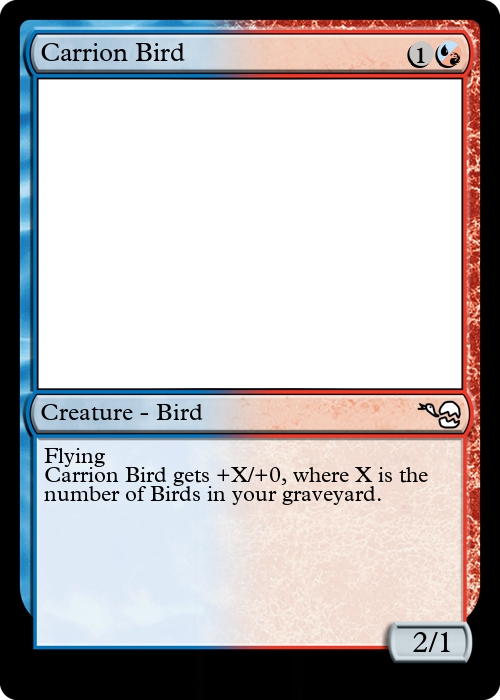 Carrion Bird 1
Creature - Bird
Flying
Carrion Bird gets +X/+0, where X is the
number of Birds in your graveyard.
2/1